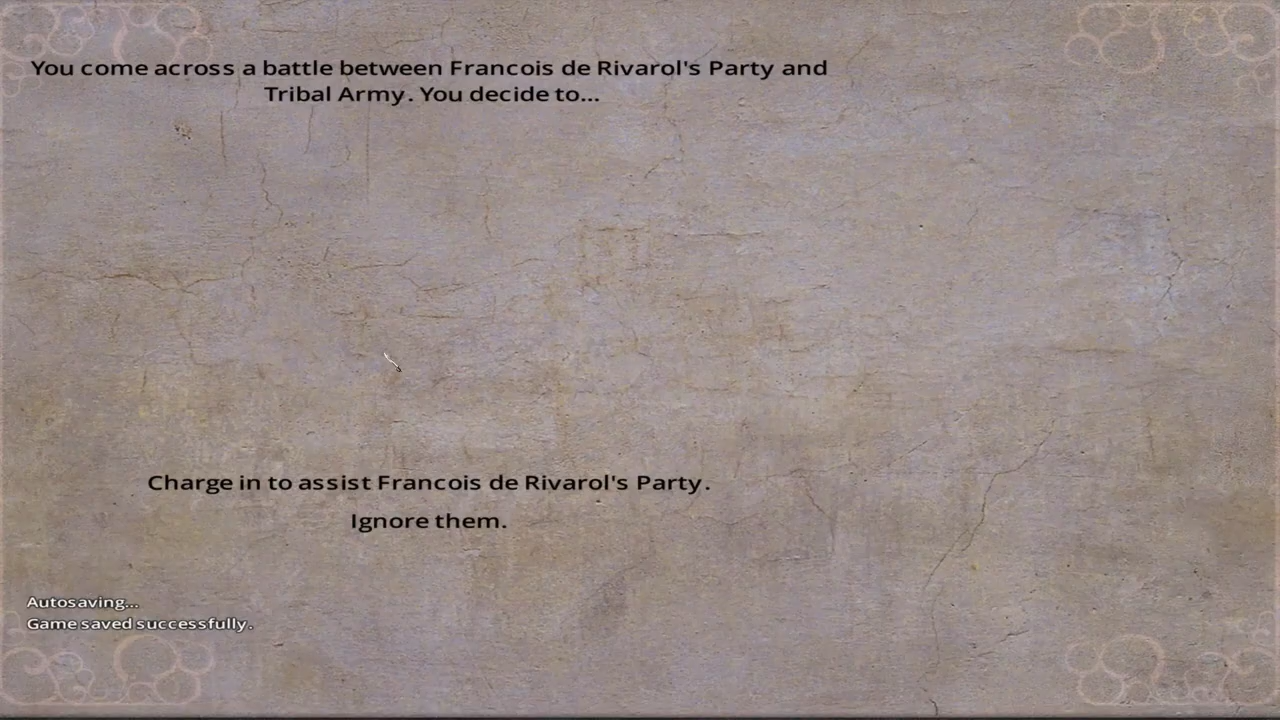 You come across a battle between Francois de Rivarol's Party and
Tribal Army. You decide to...
Charge in to assist Francois de Rivarol's Party.
Ignore them.
Autosaving...
Game saved successfully.